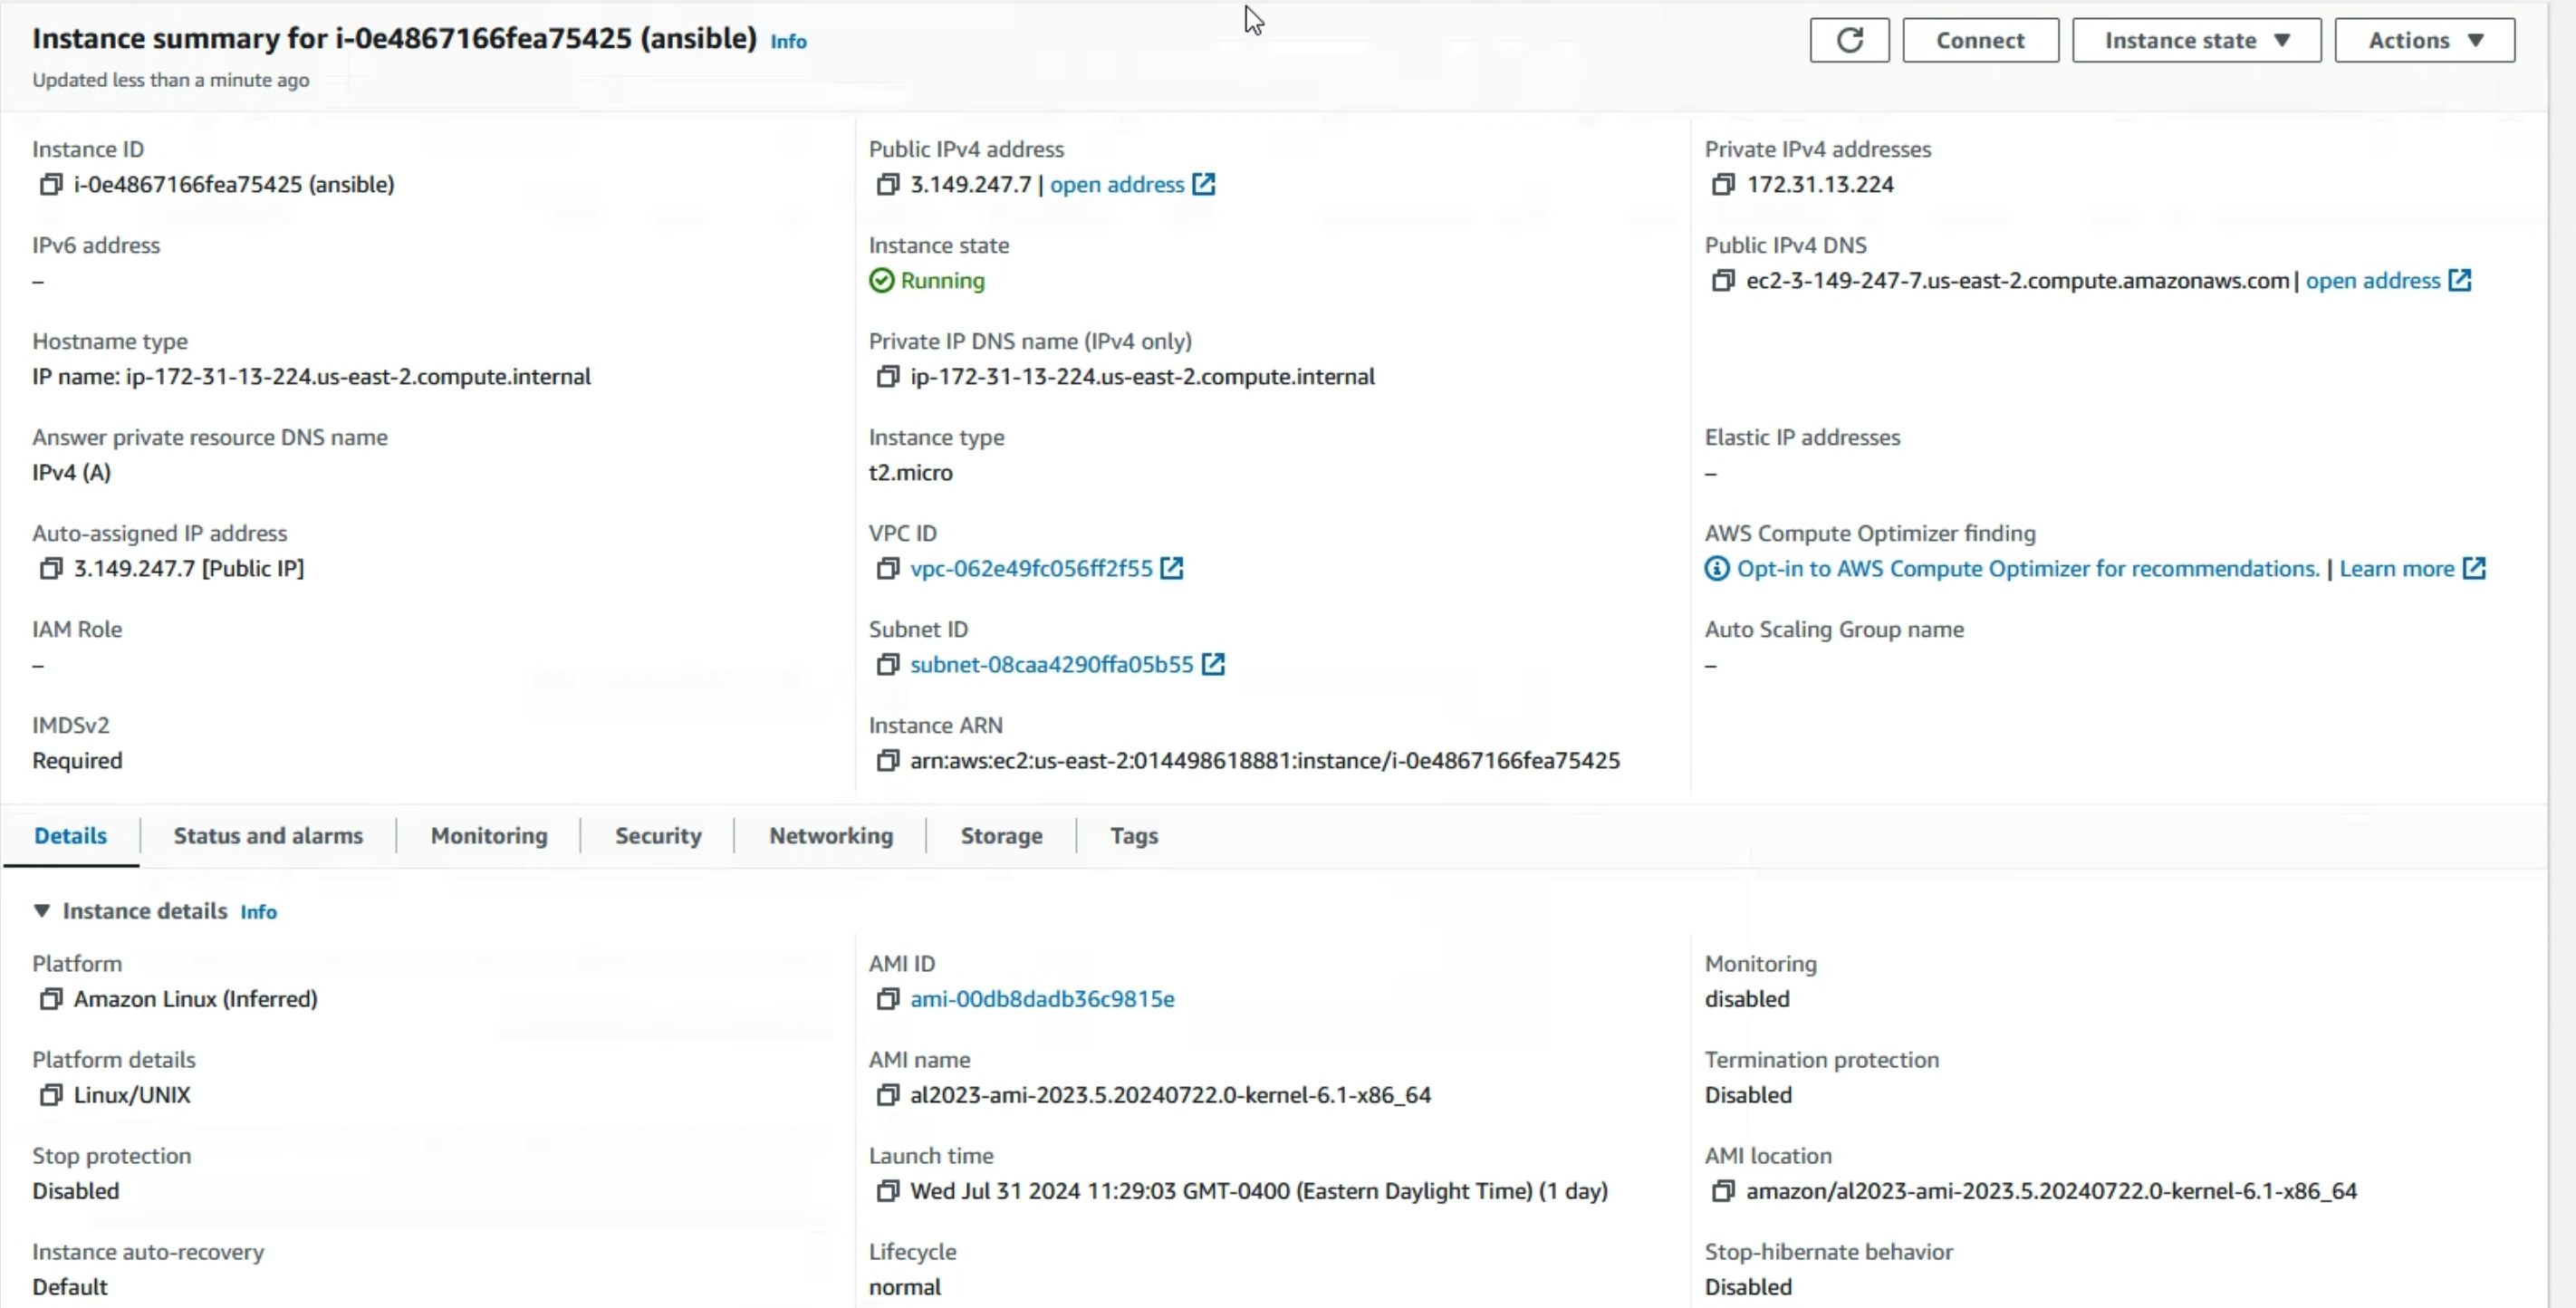 Instance summary for i-0e4867166fea75425 (ansible) Info
Updated less than a minute ago
Connect
Instance state
Actions
Instance ID
i-0e4867166fea75425 (ansible)
Public IPv4 address
3.149.247.7 | open address
Private IPv4 addresses
172.31.13.224
IPv6 address
–
Instance state
Running
Public IPv4 DNS
ec2-3-149-247-7.us-east-2.compute.amazonaws.com | open address
Hostname type
IP name: ip-172-31-13-224.us-east-2.compute.internal
Private IP DNS name (IPv4 only)
ip-172-31-13-224.us-east-2.compute.internal
Answer private resource DNS name
IPv4 (A)
Instance type
t2.micro
Elastic IP addresses
–
Auto-assigned IP address
3.149.247.7 [Public IP]
VPC ID
vpc-062e49fc056ff2f55
AWS Compute Optimizer finding
Opt-in to AWS Compute Optimizer for recommendations. | Learn more
IAM Role
–
Subnet ID
subnet-08caa4290ffa05b55
Auto Scaling Group name
–
IMDSv2
Required
Instance ARN
arn:aws:ec2:us-east-2:014498618881:instance/i-0e4867166fea75425
Details
Status and alarms
Monitoring
Security
Networking
Storage
Tags
Instance details Info
Platform
Amazon Linux (Inferred)
AMI ID
ami-00db8dadb36c9815e
Monitoring
disabled
Platform details
Linux/UNIX
AMI name
al2023-ami-2023.5.20240722.0-kernel-6.1-x86_64
Termination protection
Disabled
Stop protection
Disabled
Launch time
Wed Jul 31 2024 11:29:03 GMT-0400 (Eastern Daylight Time) (1 day)
AMI location
amazon/al2023-ami-2023.5.20240722.0-kernel-6.1-x86_64
Instance auto-recovery
Default
Lifecycle
normal
Stop-hibernate behavior
Disabled